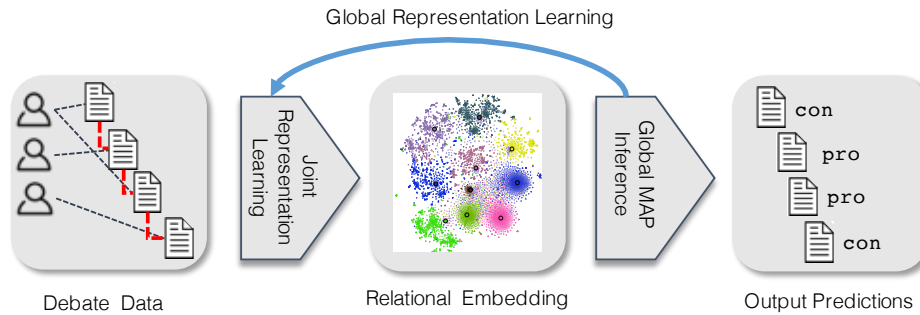 Global Representation Learning
Joint
Representation
Learning
Global MAP
Inference
con
pro
pro
con
Debate Data
Relational Embedding
Output Predictions